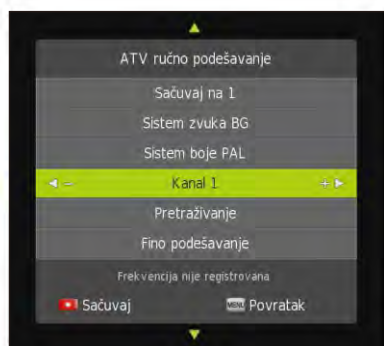 ATV ručno podešavanje
Sačuvaj na 1
Sistem zvuka BG
Sistem boje PAL
- Kanal 1 +
Pretraživanje
Fino podešavanje
Frekvencija nije registrovana
Sačuvaj MENU Povratak